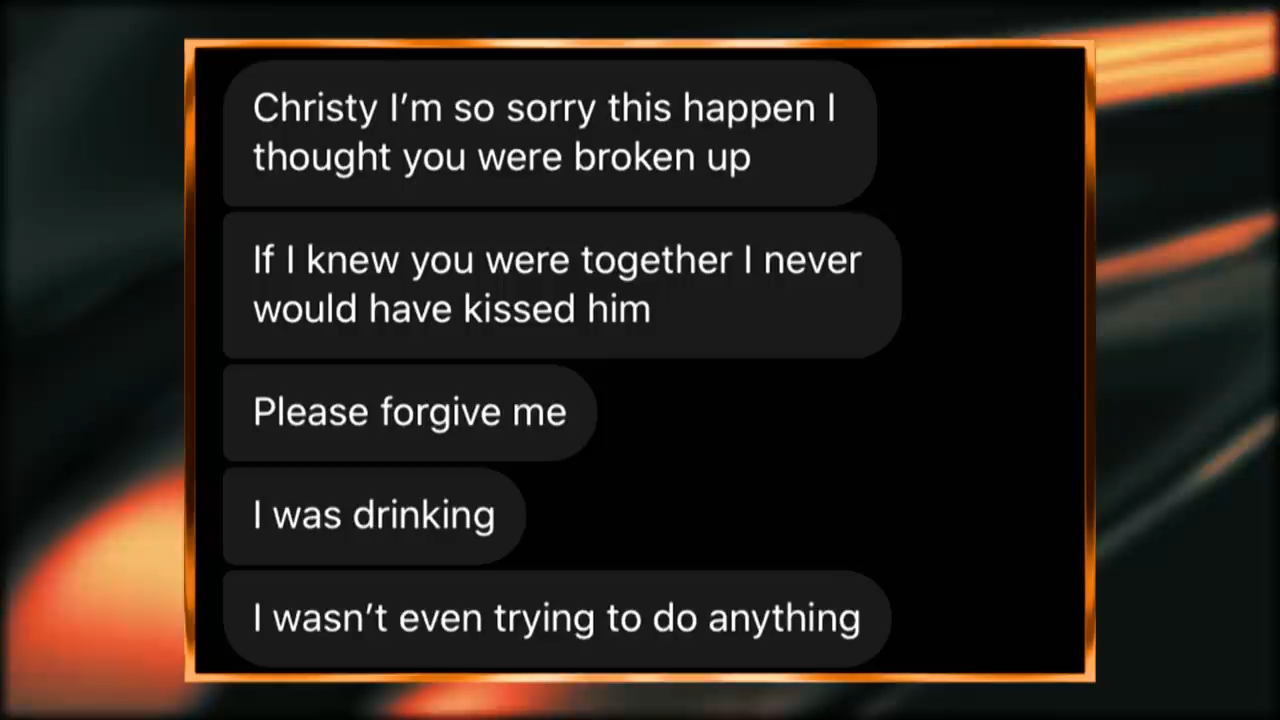 Christy I’m so sorry this happen I
thought you were broken up
If I knew you were together I never
would have kissed him
Please forgive me
I was drinking
I wasn’t even trying to do anything